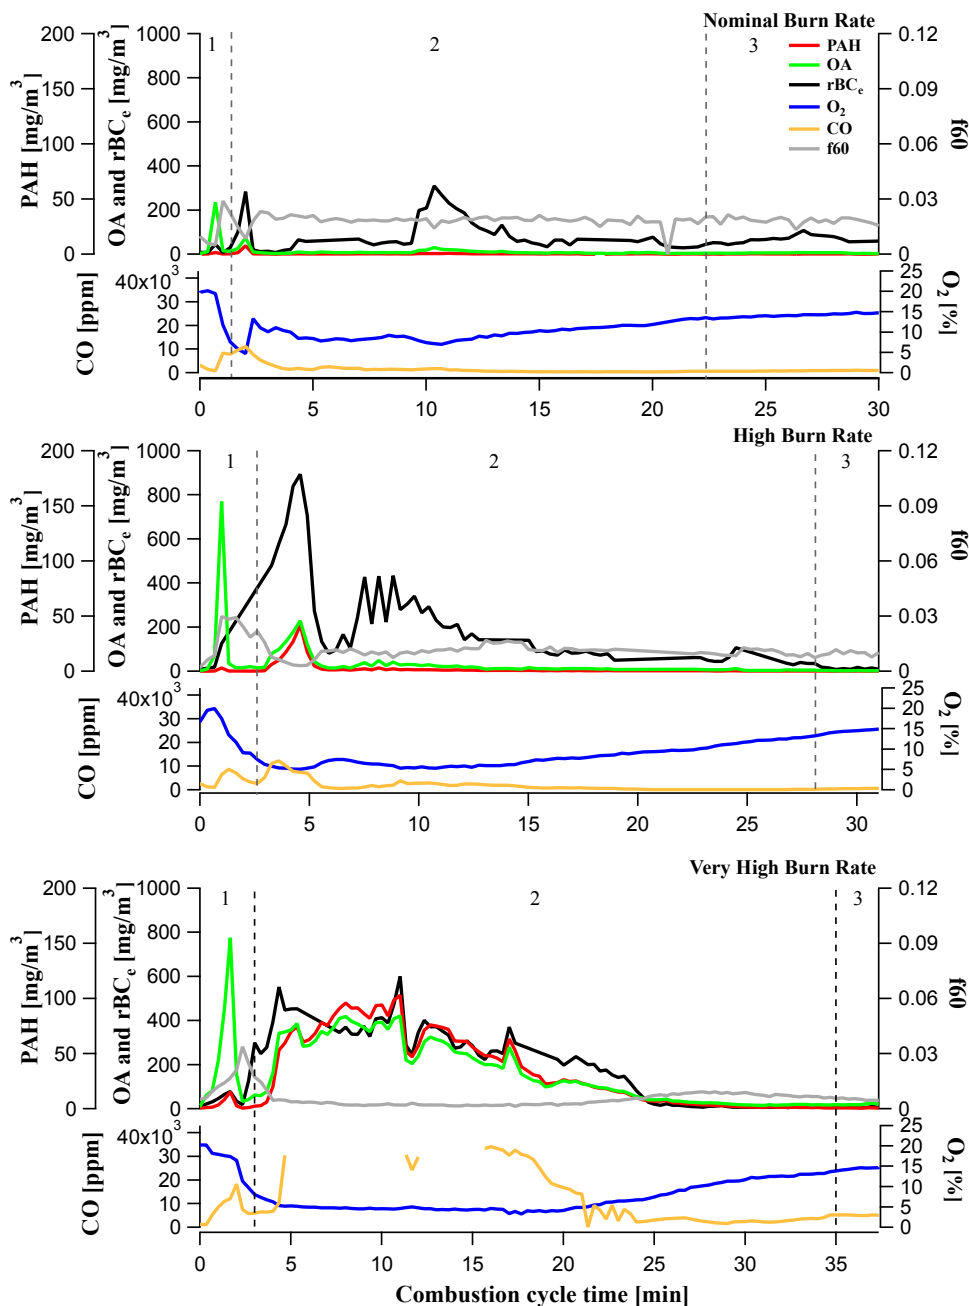 Nominal Burn Rate
1 2 3
PAH
OA
rBCe
O2
CO
f60
PAH [mg/m3]
200
150
100
50
0
OA and rBCe [mg/m3]
1000
800
600
400
200
0
f60
0.12
0.09
0.06
0.03
0
CO [ppm]
40x103
30
20
10
0
O2 [%]
25
20
15
10
5
0
0 5 10 15 20 25 30
High Burn Rate
1 2 3
PAH [mg/m3]
200
150
100
50
0
OA and rBCe [mg/m3]
1000
800
600
400
200
0
f60
0.12
0.09
0.06
0.03
0
CO [ppm]
40x103
30
20
10
0
O2 [%]
25
20
15
10
5
0
0 5 10 15 20 25 30
Very High Burn Rate
1 2 3
PAH [mg/m3]
200
150
100
50
0
OA and rBCe [mg/m3]
1000
800
600
400
200
0
f60
0.12
0.09
0.06
0.03
0
CO [ppm]
40x103
30
20
10
0
O2 [%]
25
20
15
10
5
0
0 5 10 15 20 25 30 35
Combustion cycle time [min]